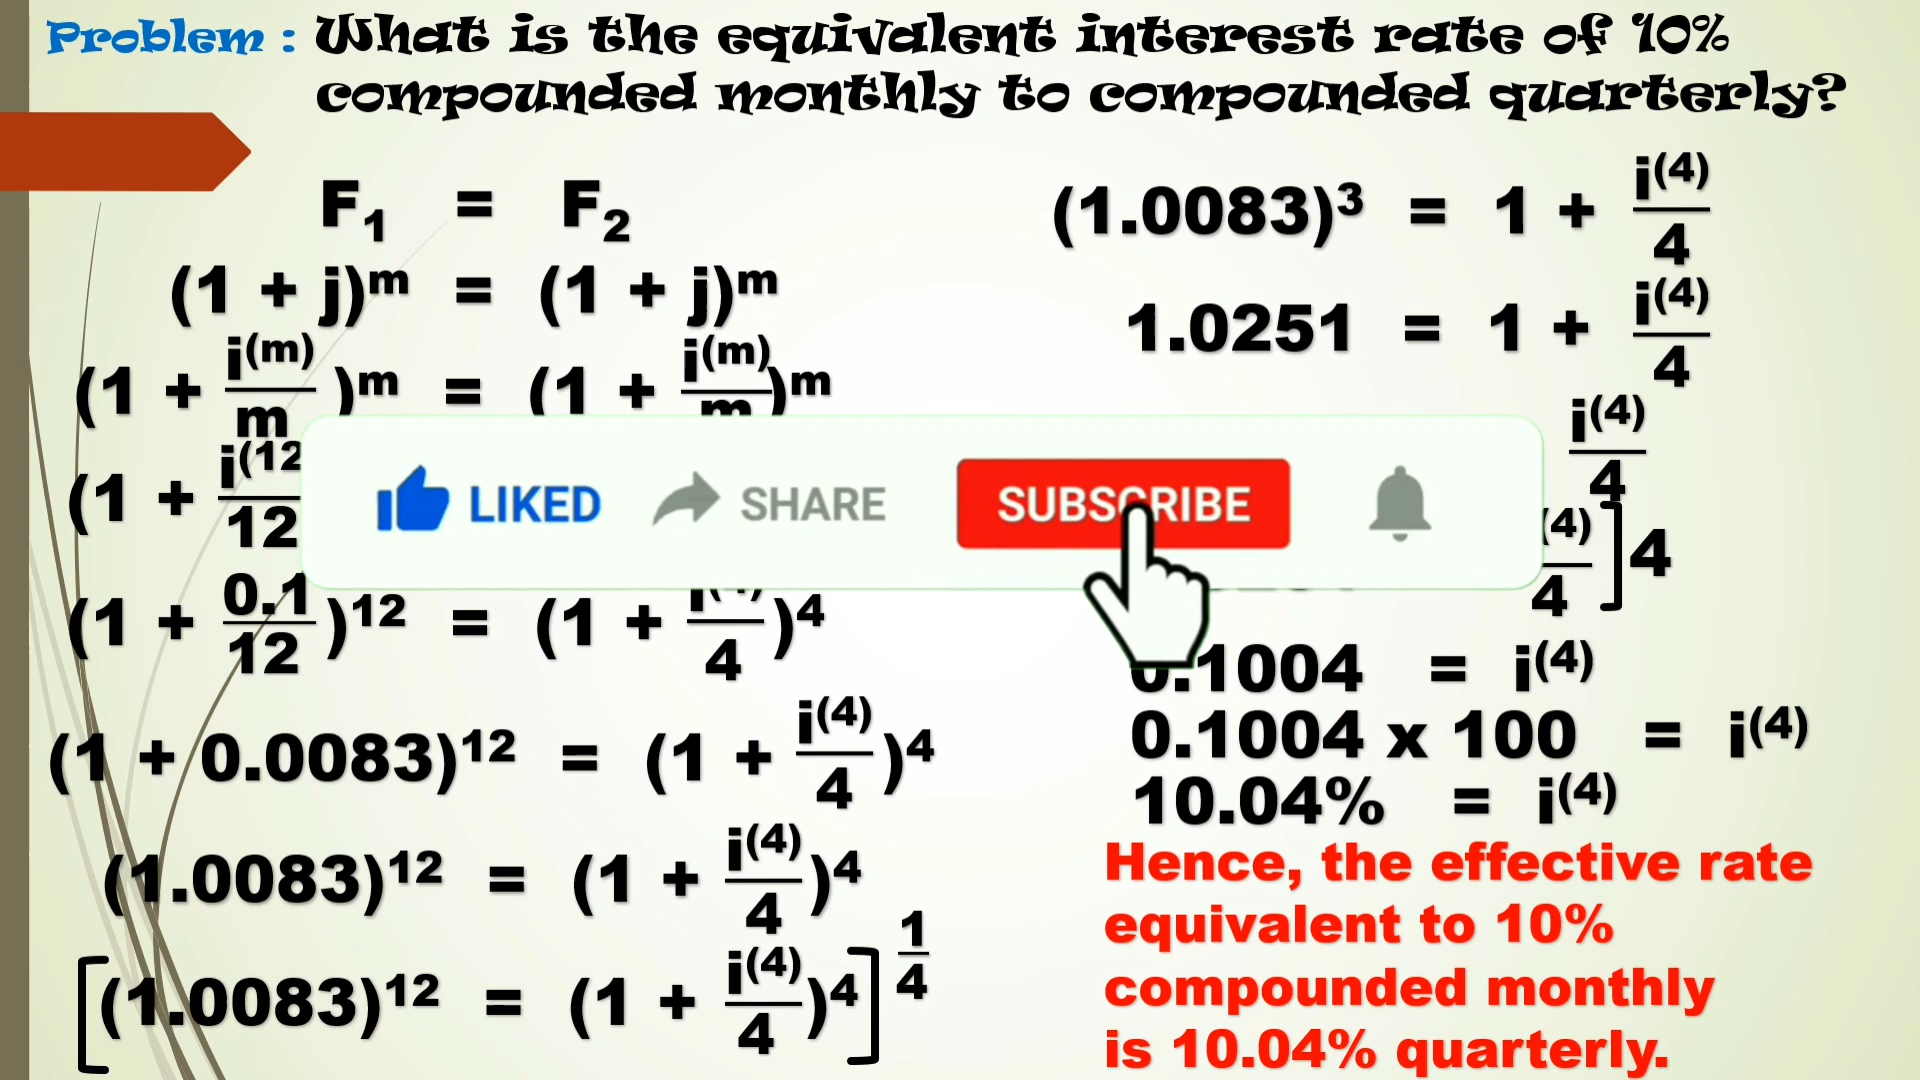 Problem : What is the equivalent interest rate of 10%
compounded monthly to compounded quarterly?
F₁ = F₂
(1 + j)ᵐ = (1 + j)ᵐ
(1 + i⁽ᵐ⁾/m)ᵐ = (1 + i⁽ᵐ⁾/m)ᵐ
(1 + i⁽¹²/12
(1 + 0.1/12)¹² = (1 + i⁽⁴⁾/4)⁴
(1 + 0.0083)¹² = (1 + i⁽⁴⁾/4)⁴
(1.0083)¹² = (1 + i⁽⁴⁾/4)⁴
[(1.0083)¹² = (1 + i⁽⁴⁾/4)⁴]¹/⁴
LIKED SHARE SUBSCRIBE
(1.0083)³ = 1 + i⁽⁴⁾/4
1.0251 = 1 + i⁽⁴⁾/4
i⁽⁴⁾/4
⁽⁴⁾/4]4
0.1004 = i⁽⁴⁾
0.1004 x 100 = i⁽⁴⁾
10.04% = i⁽⁴⁾
Hence, the effective rate
equivalent to 10%
compounded monthly
is 10.04% quarterly.